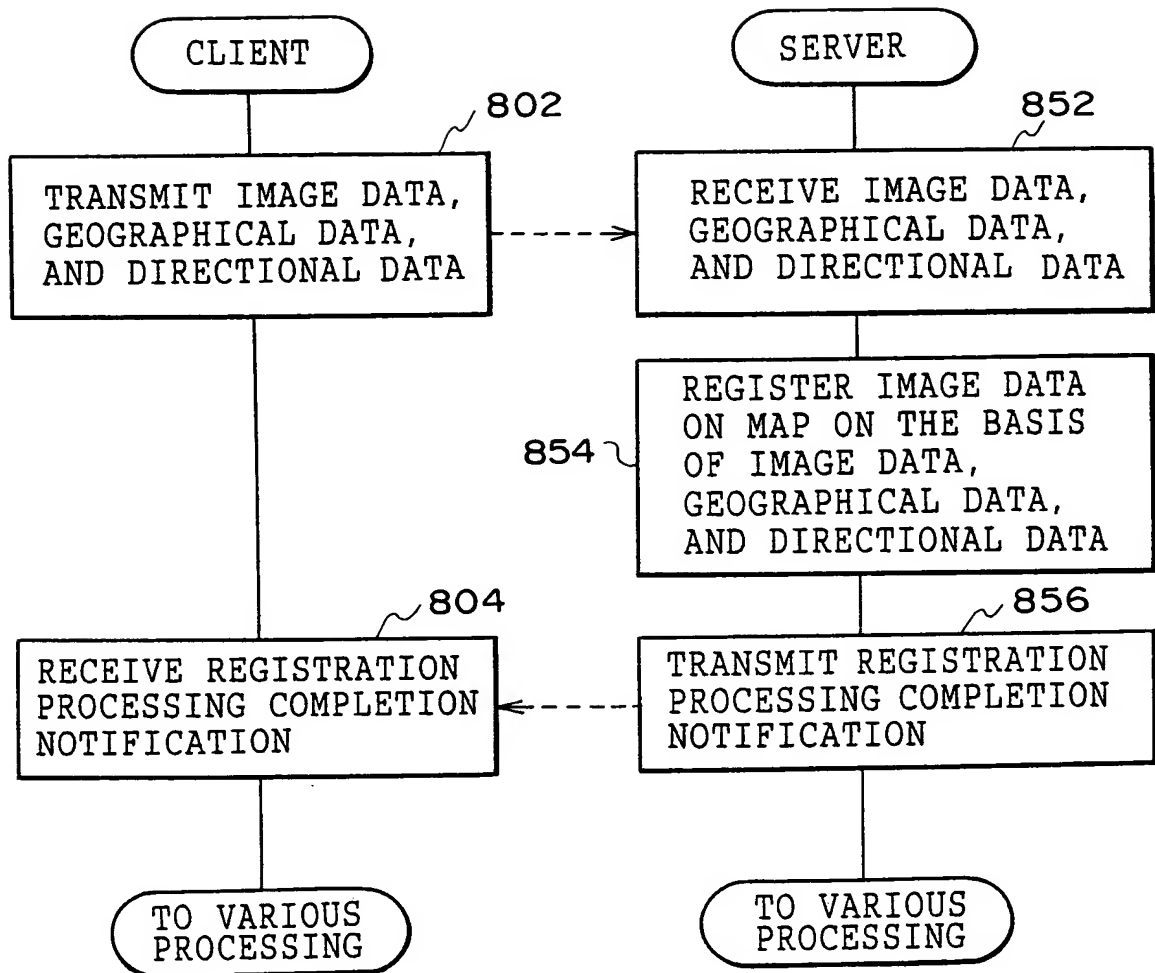 CLIENT
802
TRANSMIT IMAGE DATA,
GEOGRAPHICAL DATA,
AND DIRECTIONAL DATA
804
RECEIVE REGISTRATION
PROCESSING COMPLETION
NOTIFICATION
TO VARIOUS
PROCESSING
SERVER
852
RECEIVE IMAGE DATA,
GEOGRAPHICAL DATA,
AND DIRECTIONAL DATA
854
REGISTER IMAGE DATA
ON MAP ON THE BASIS
OF IMAGE DATA,
GEOGRAPHICAL DATA,
AND DIRECTIONAL DATA
856
TRANSMIT REGISTRATION
PROCESSING COMPLETION
NOTIFICATION
TO VARIOUS
PROCESSING